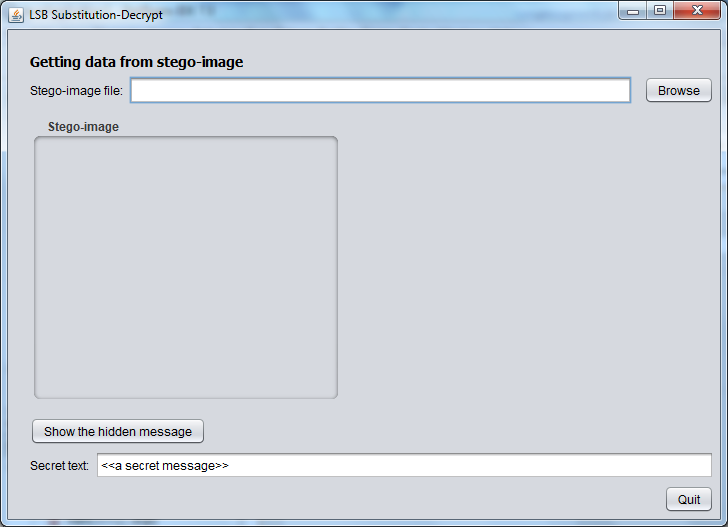 LSB Substitution-Decrypt
Getting data from stego-image
Stego-image file: Browse
Stego-image
Show the hidden message
Secret text: <<a secret message>>
Quit